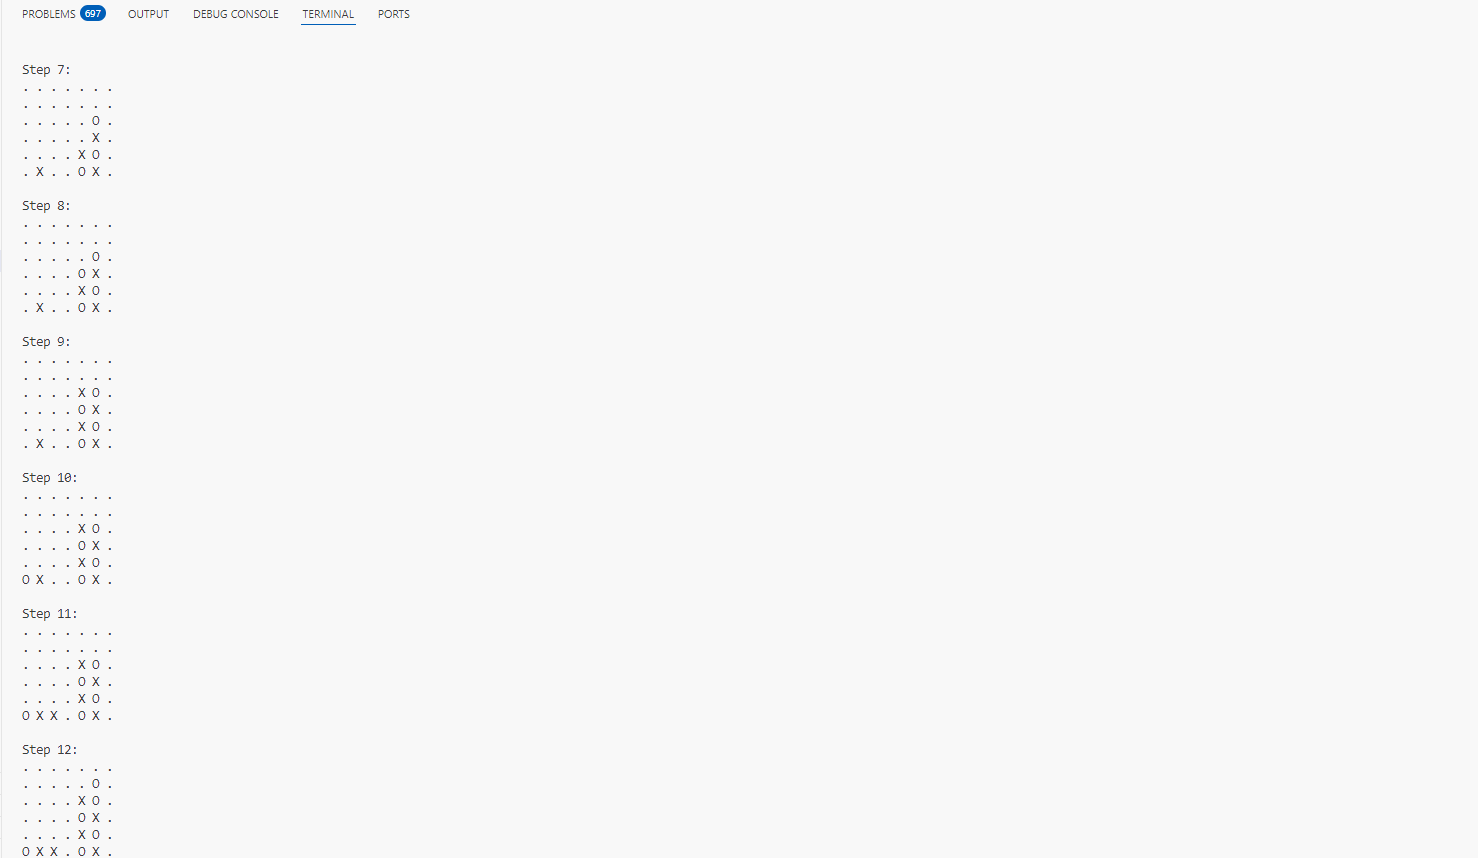 PROBLEMS 697 OUTPUT DEBUG CONSOLE TERMINAL PORTS
Step 7:
. . . . . . .
. . . . . . .
. . . . . O .
. . . . . X .
. . . . X O .
. X . . O X .
Step 8:
. . . . . . .
. . . . . . .
. . . . . O .
. . . . O X .
. . . . X O .
. X . . O X .
Step 9:
. . . . . . .
. . . . . . .
. . . . X O .
. . . . O X .
. . . . X O .
. X . . O X .
Step 10:
. . . . . . .
. . . . . . .
. . . . X O .
. . . . O X .
. . . . X O .
O X . . O X .
Step 11:
. . . . . . .
. . . . . . .
. . . . X O .
. . . . O X .
. . . . X O .
O X X . O X .
Step 12:
. . . . . . .
. . . . . O .
. . . . X O .
. . . . O X .
. . . . X O .
O X X . O X .